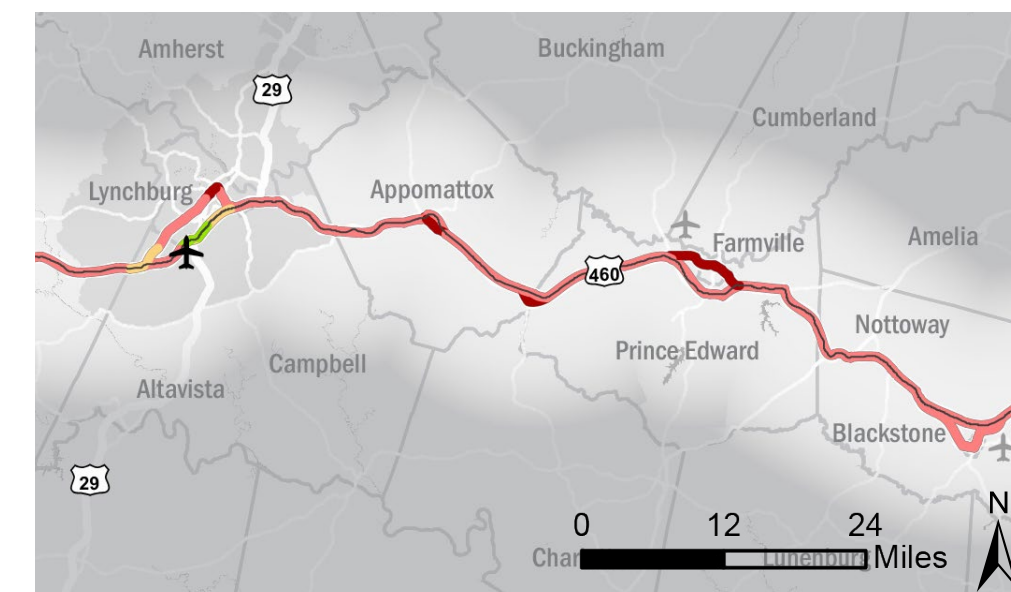 Amherst
Buckingham
29
Cumberland
Lynchburg
Appomattox
Farmville
Amelia
460
Nottoway
Prince Edward
Campbell
Altavista
Blackstone
29
N
0 12 24
Miles
Lunenburg